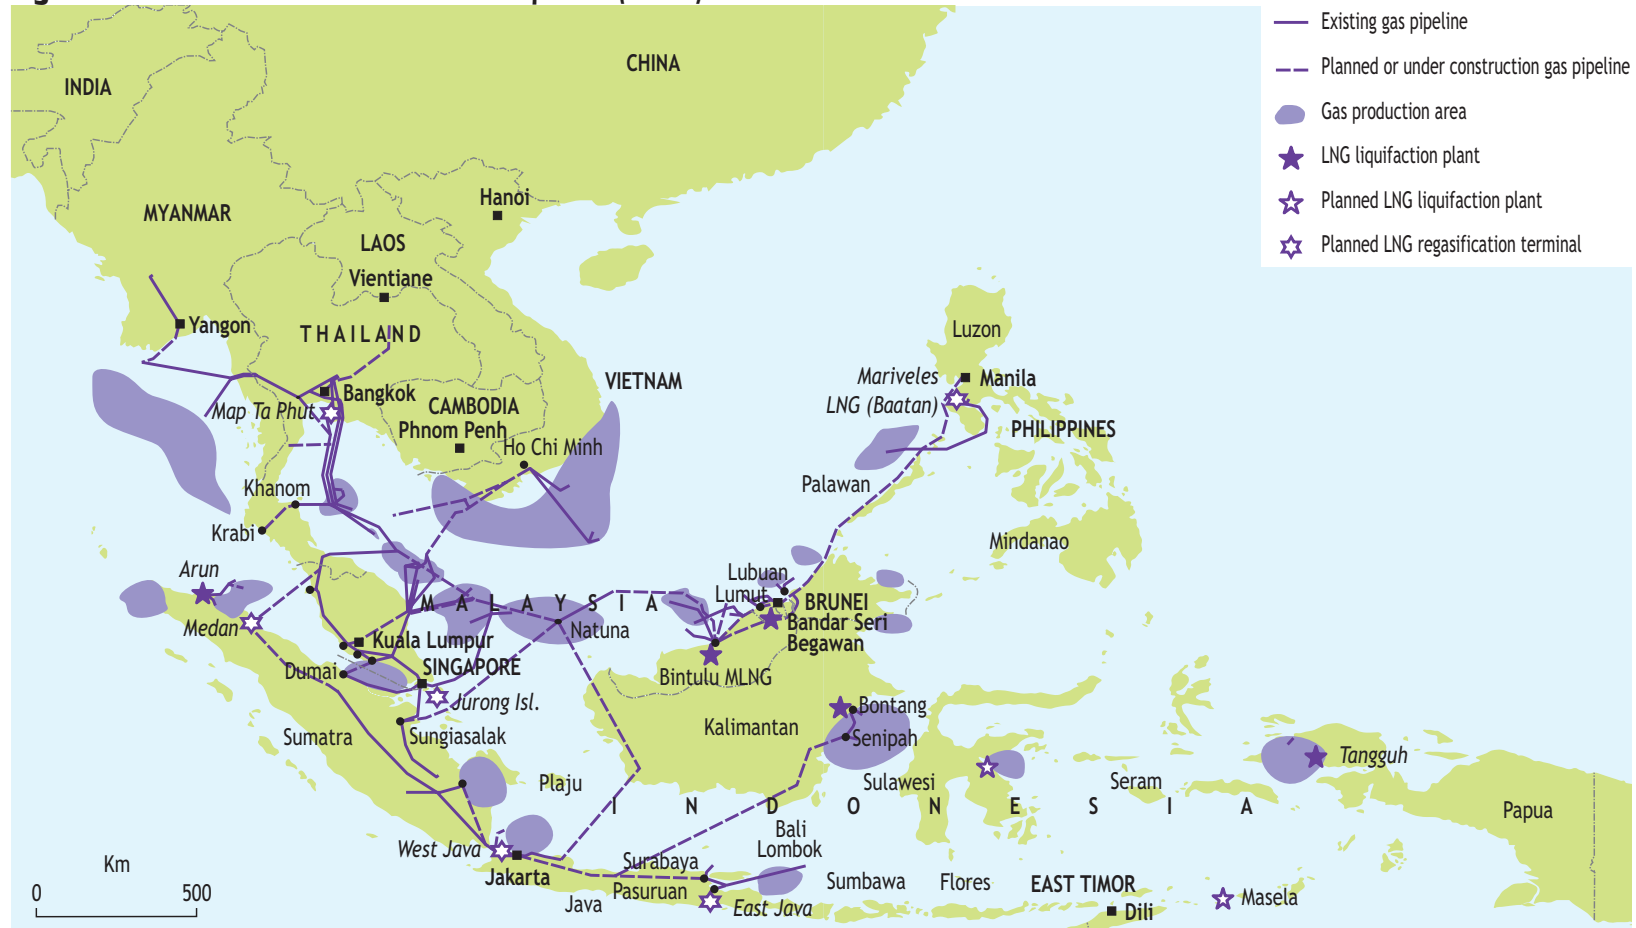 Existing gas pipeline
Planned or under construction gas pipeline
Gas production area
LNG liquifaction plant
Planned LNG liquifaction plant
Planned LNG regasification terminal
CHINA
INDIA
Hanoi
MYANMAR
LAOS
Vientiane
Yangon
THAILAND
Luzon
Bangkok
VIETNAM
Mariveles
LNG (Baatan)
Manila
Map Ta Phut
CAMBODIA
Phnom Penh
PHILIPPINES
Ho Chi Minh
Khanom
Palawan
Krabi
Mindanao
Arun
Lubuan
Lumut
MALAYSIA
BRUNEI
Bandar Seri
Begawan
Medan
Natuna
Kuala Lumpur
SINGAPORE
Dumai
Bintulu MLNG
Jurong Isl.
Bontang
Kalimantan
Sumatra
Sungiasalak
Senipah
Tangguh
Plaju
Sulawesi
Seram
INDONESIA
Papua
Bali
Lombok
West Java
Km
Surabaya
Jakarta
Pasuruan
Sumbawa
Flores
EAST TIMOR
0
500
Java
East Java
Dili
Masela